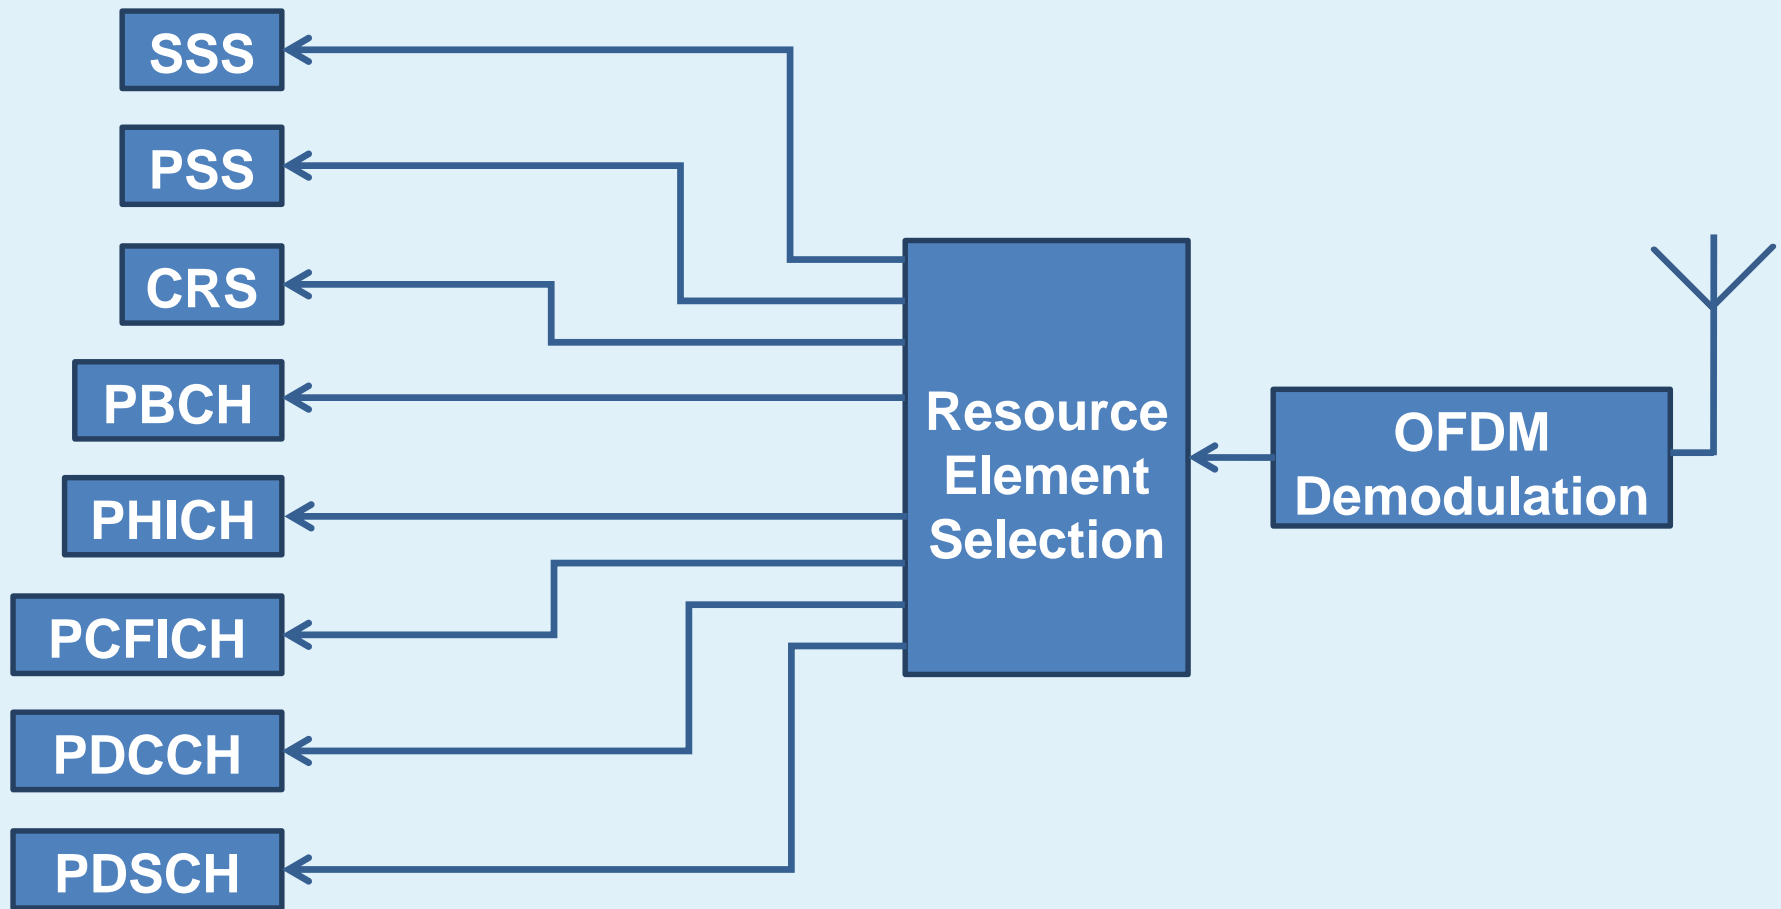 SSS
PSS
CRS
PBCH
PHICH
PCFICH
PDCCH
PDSCH
Resource
Element
Selection
OFDM
Demodulation